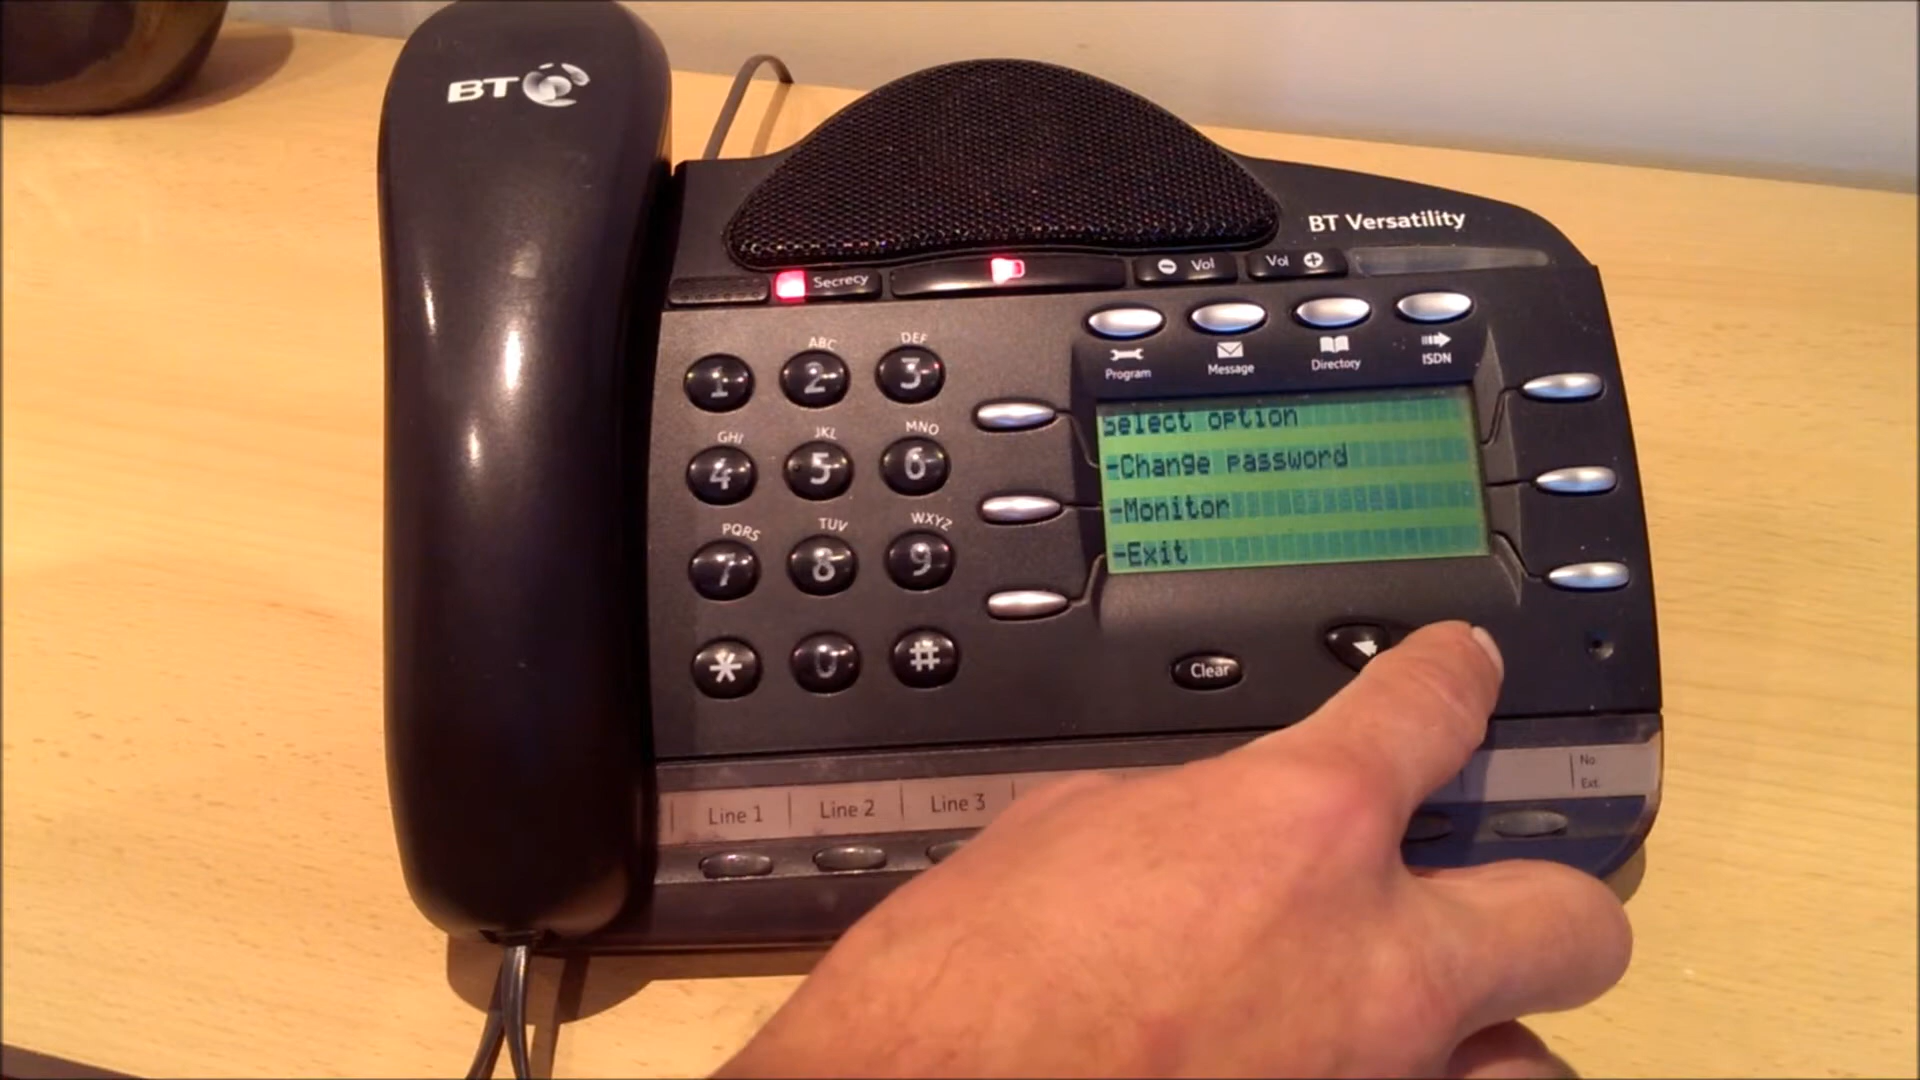 BT
BT Versatility
Secrecy
Vol
Vol
Program
Message
Directory
ISDN
1
ABC
2
DEF
3
GHI
4
JKL
5
MNO
6
PQRS
7
TUV
8
WXYZ
9
*
0
#
Select option
-Change password
-Monitor
-Exit
Clear
Line 1
Line 2
Line 3
No.
Ext.